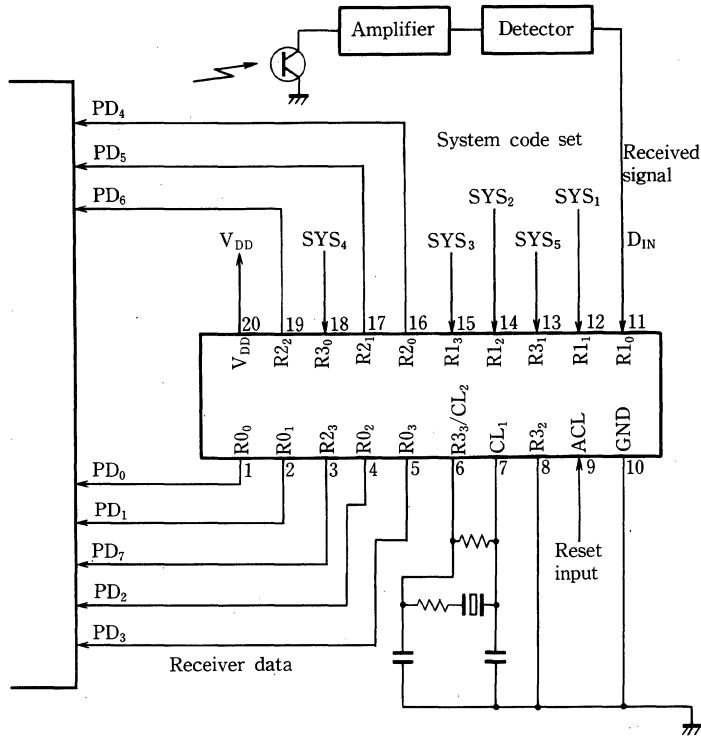 Amplifier
Detector
PD₄
PD₅
PD₆
System code set
Received
signal
SYS₂
SYS₁
V_DD
SYS₄
SYS₃
SYS₅
D_IN
20 19 18 17 16 15 14 13 12 11
V_DD R2₂ R3₀ R2₁ R2₀ R1₃ R1₂ R3₁ R1₁ R1₀
R0₀ R0₁ R2₃ R0₂ R0₃ R3₃/CL₂ CL₁ R3₂ ACL GND
1 2 3 4 5 6 7 8 9 10
PD₀
PD₁
PD₇
PD₂
PD₃
Reset
input
Receiver data